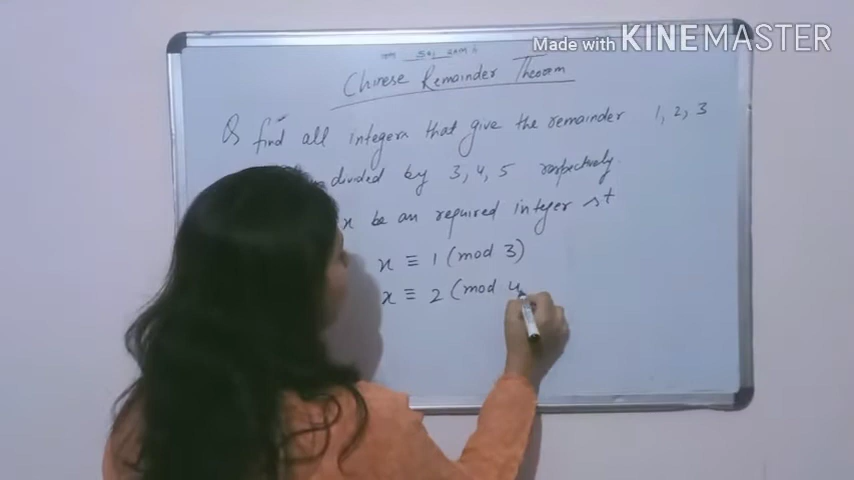 Made with KINEMASTER
Chinese Remainder Theorem
Q find all integers that give the remainder 1, 2, 3
divided by 3, 4, 5 respectively.
x be an required integer st
x ≡ 1 (mod 3)
x ≡ 2 (mod 4